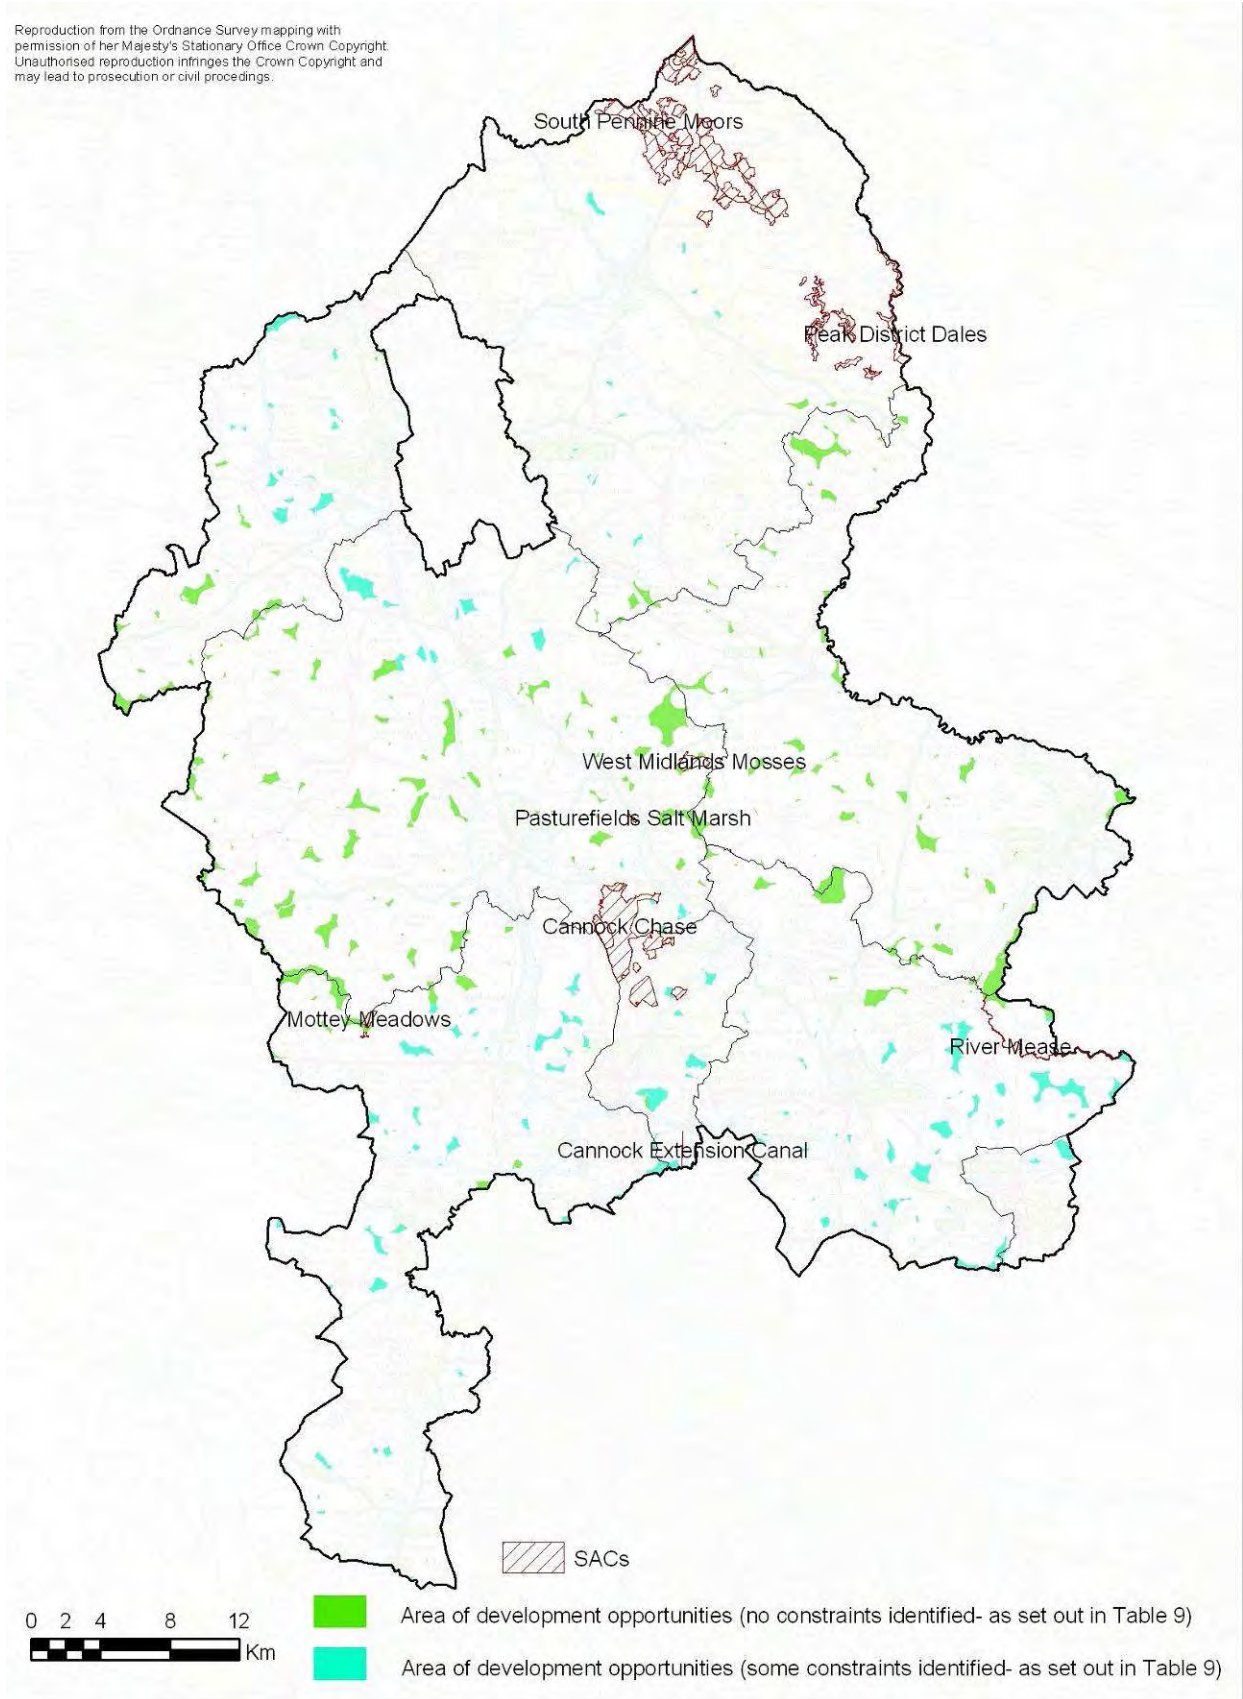 Reproduction from the Ordnance Survey mapping with
permission of her Majesty's Stationary Office Crown Copyright.
Unauthorised reproduction infringes the Crown Copyright and
may lead to prosecution or civil procedings.
South Pennine Moors
Peak District Dales
West Midlands Mosses
Pasturefields Salt Marsh
Cannock Chase
Mottey Meadows
River Mease
Cannock Extension Canal
SACs
0 2 4 8 12
Km
Area of development opportunities (no constraints identified- as set out in Table 9)
Area of development opportunities (some constraints identified- as set out in Table 9)